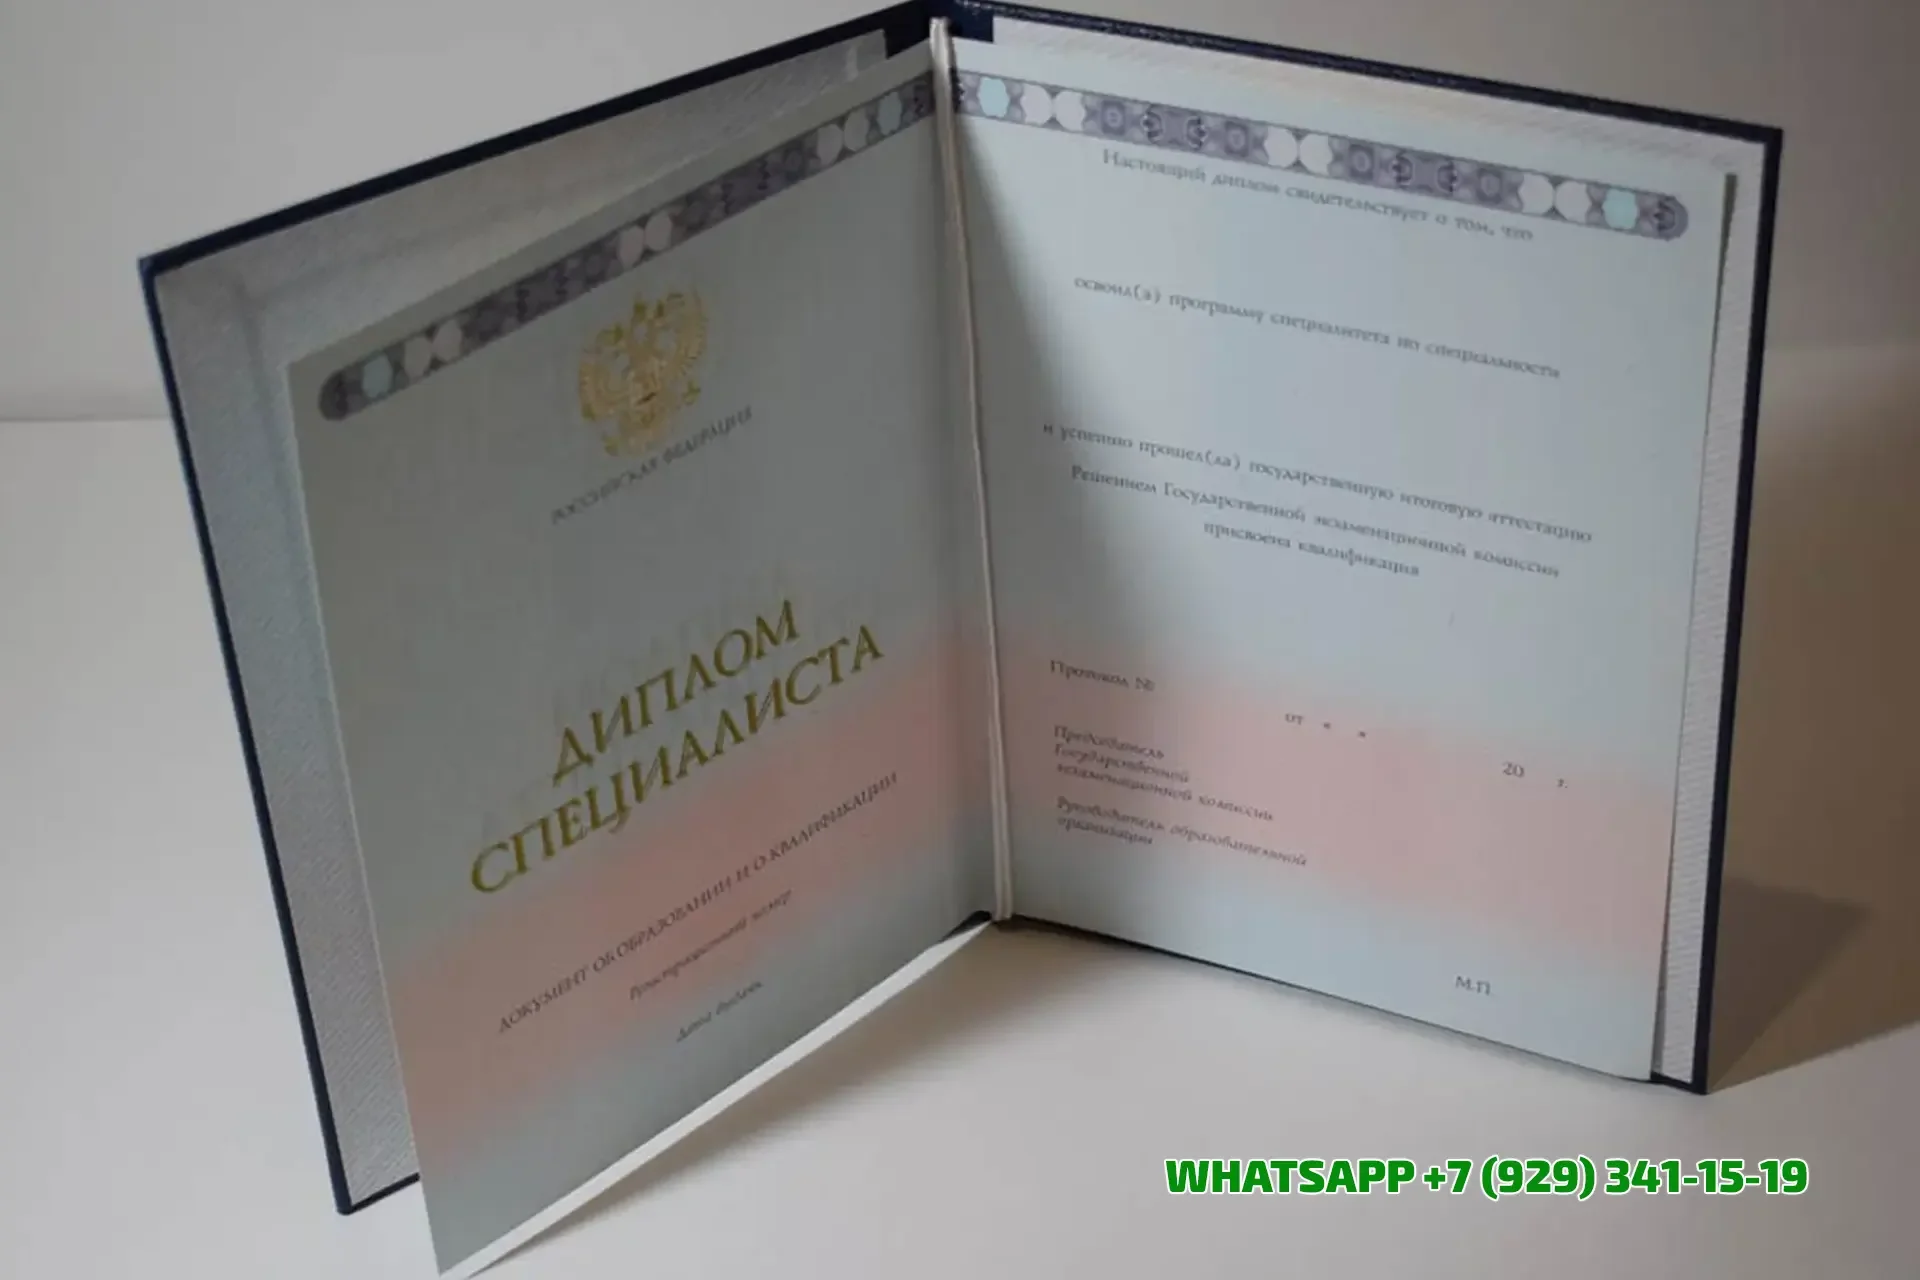 РОССИЙСКАЯ ФЕДЕРАЦИЯ
ДИПЛОМ
СПЕЦИАЛИСТА
ДОКУМЕНТ ОБ ОБРАЗОВАНИИ И О КВАЛИФИКАЦИИ
Регистрационный номер
Дата выдачи
Настоящий диплом свидетельствует о том, что
освоил(а) программу специалитета по специальности
и успешно прошел(ла) государственную итоговую аттестацию
Решением Государственной экзаменационной комиссии
присвоена квалификация
Протокол №
от « »
20 г.
Председатель
Государственной
экзаменационной комиссии
Руководитель образовательной
организации
М.П.
WHATSAPP +7 (929) 341-15-19